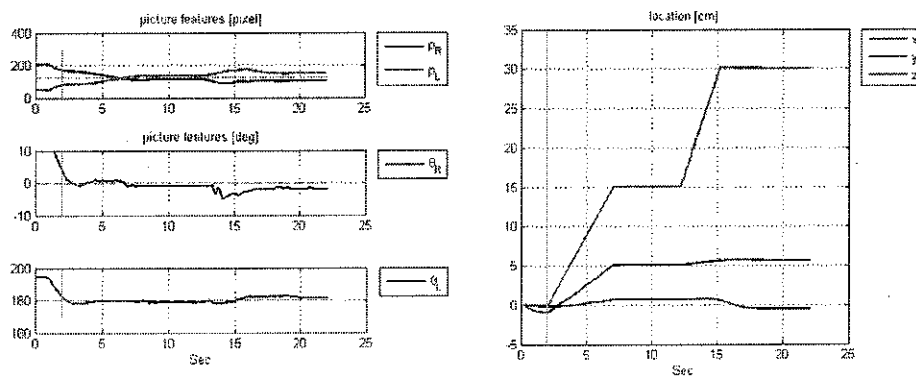 picture features [pixel]
400
200
0
0 5 10 15 20 25
ρR
ρL
picture features [deg]
10
0
-10
0 5 10 15 20 25
θR
200
180
160
0 5 10 15 20 25
Sec
θL
location [cm]
35
30
25
20
15
10
5
0
-5
0 5 10 15 20 25
Sec
y
z